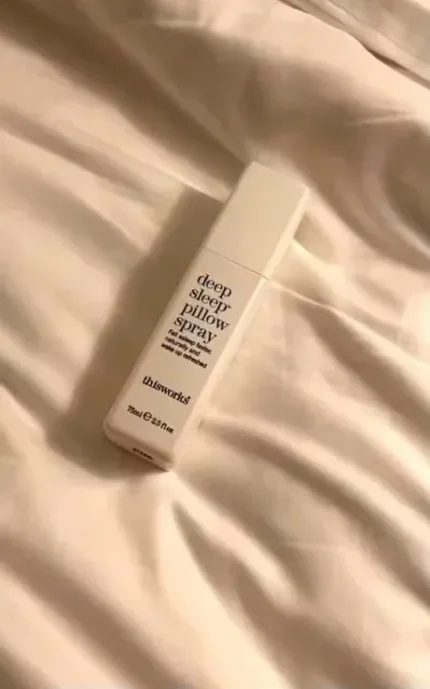 deep
sleep
pillow
spray
Fall asleep faster,
naturally and
wake up refreshed
thisworks®
75ml ℮ 2.5 fl oz